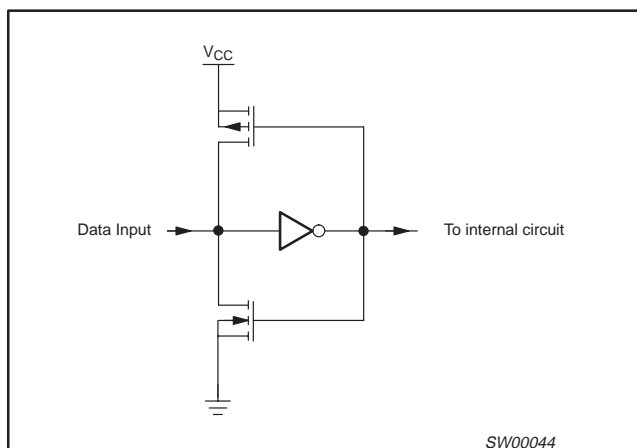 VCC
Data Input
To internal circuit
SW00044